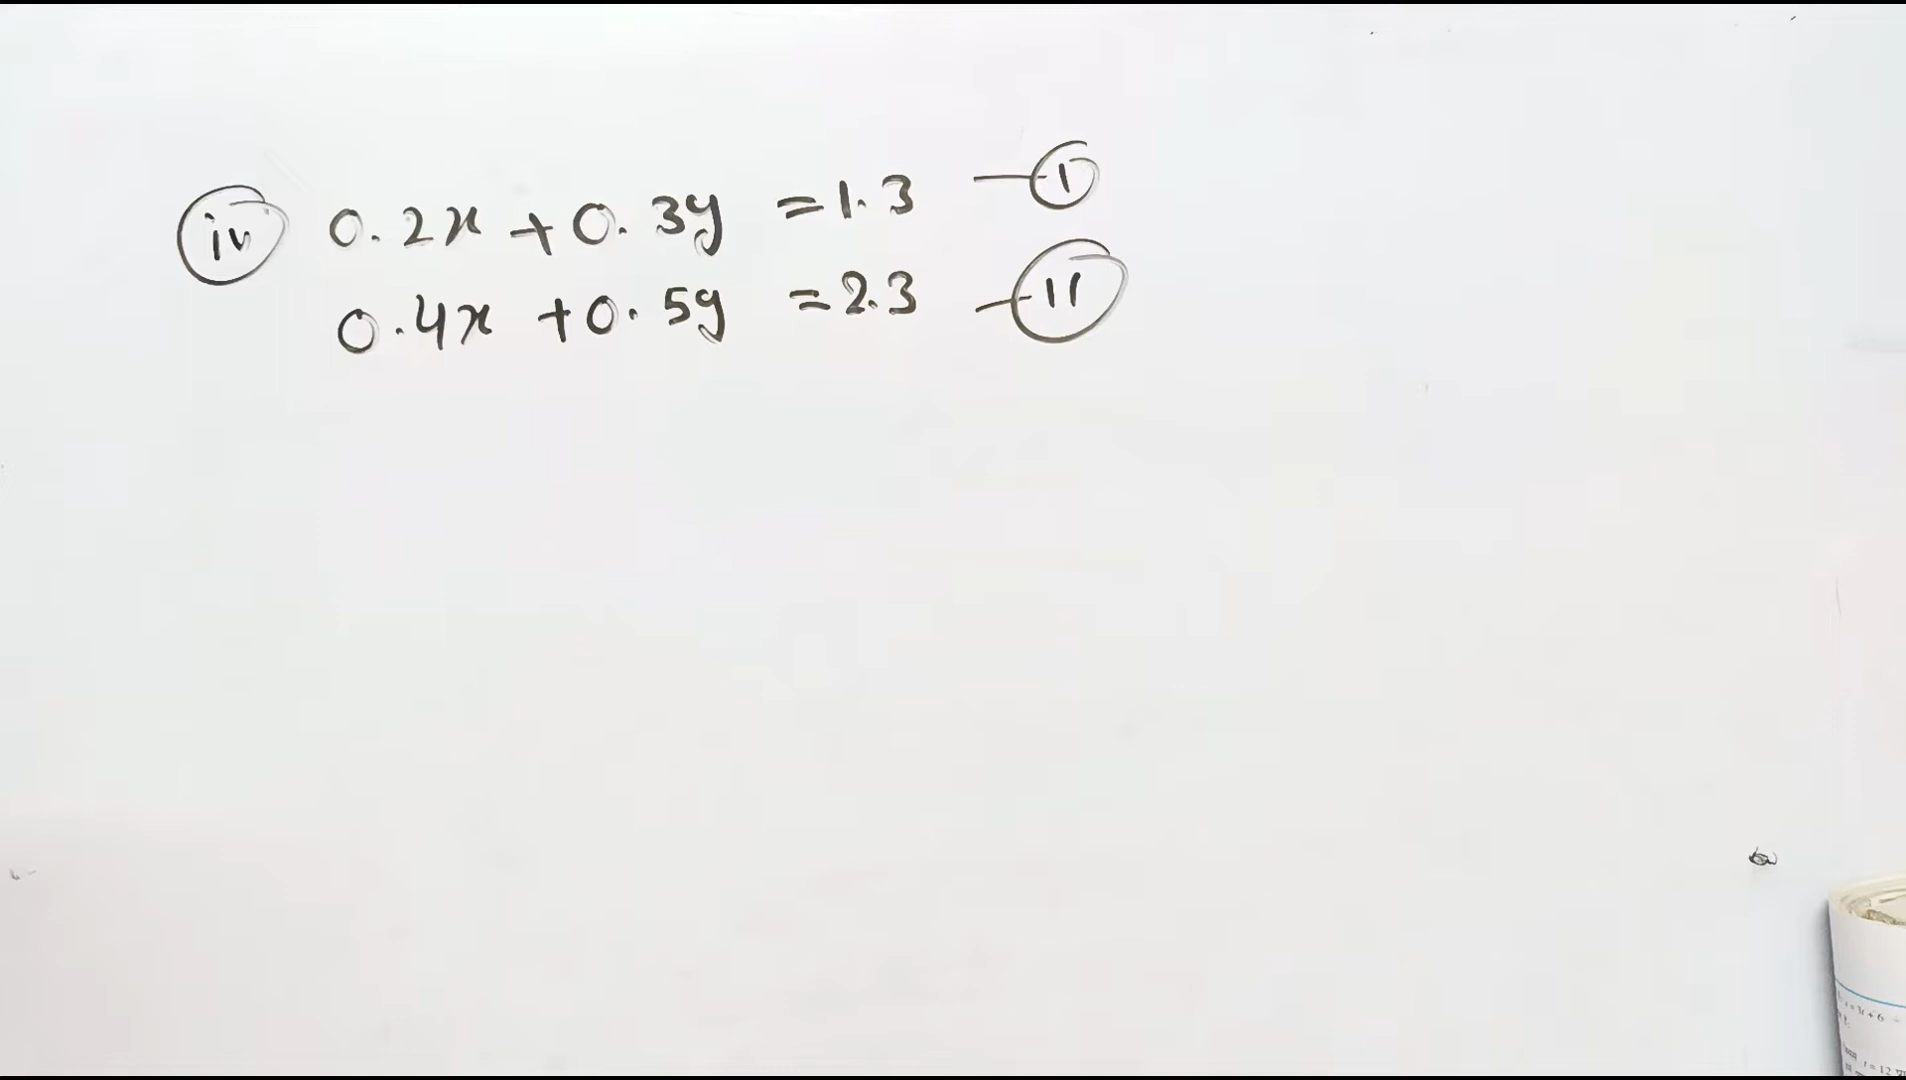 iv 0.2x + 0.3y = 1.3 — I
0.4x + 0.5y = 2.3 — II